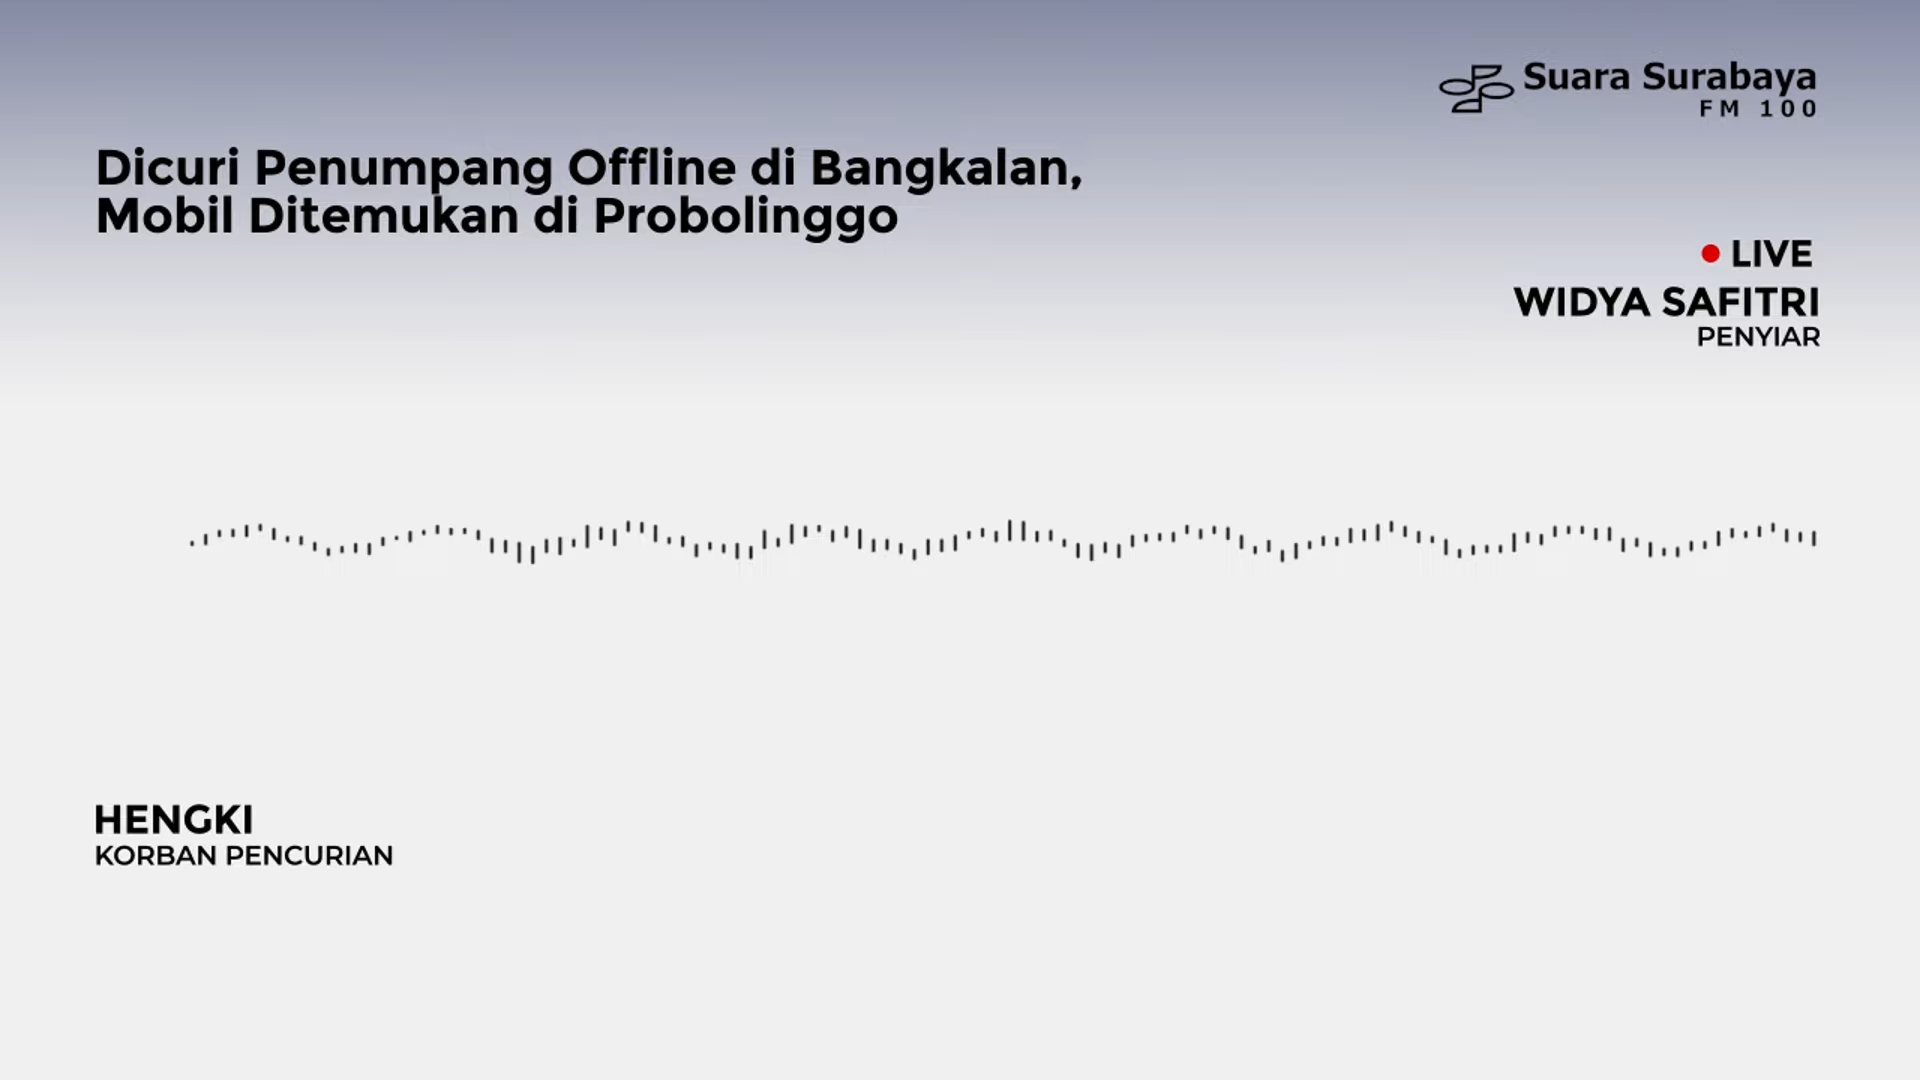 Suara Surabaya
FM 100
Dicuri Penumpang Offline di Bangkalan,
Mobil Ditemukan di Probolinggo
LIVE
WIDYA SAFITRI
PENYIAR
HENGKI
KORBAN PENCURIAN